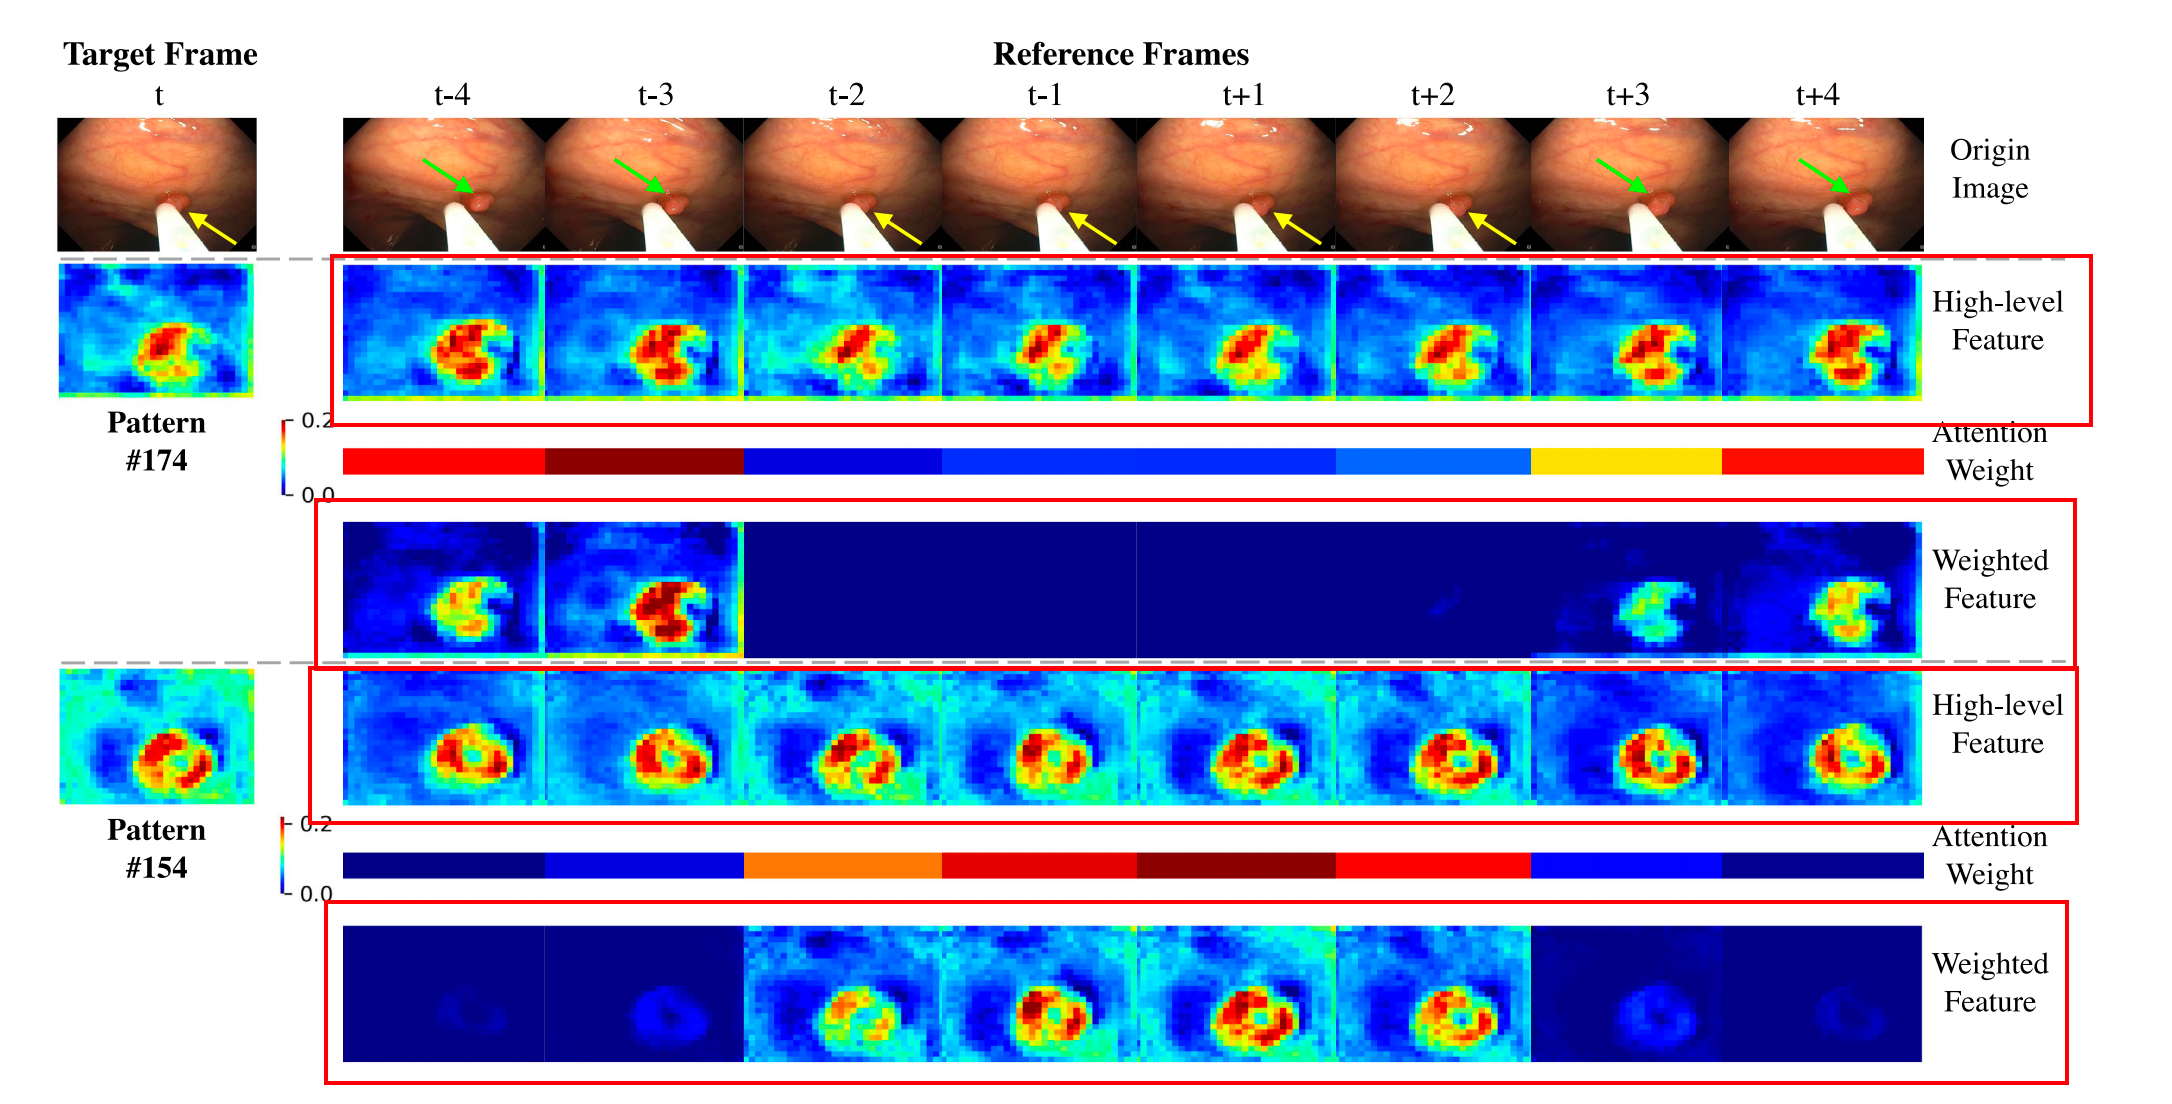 Target Frame
Reference Frames
t
t-4
t-3
t-2
t-1
t+1
t+2
t+3
t+4
Origin
Image
High-level
Feature
Pattern
#174
0.2
0.0
Attention
Weight
Weighted
Feature
High-level
Feature
Pattern
#154
0.2
0.0
Attention
Weight
Weighted
Feature